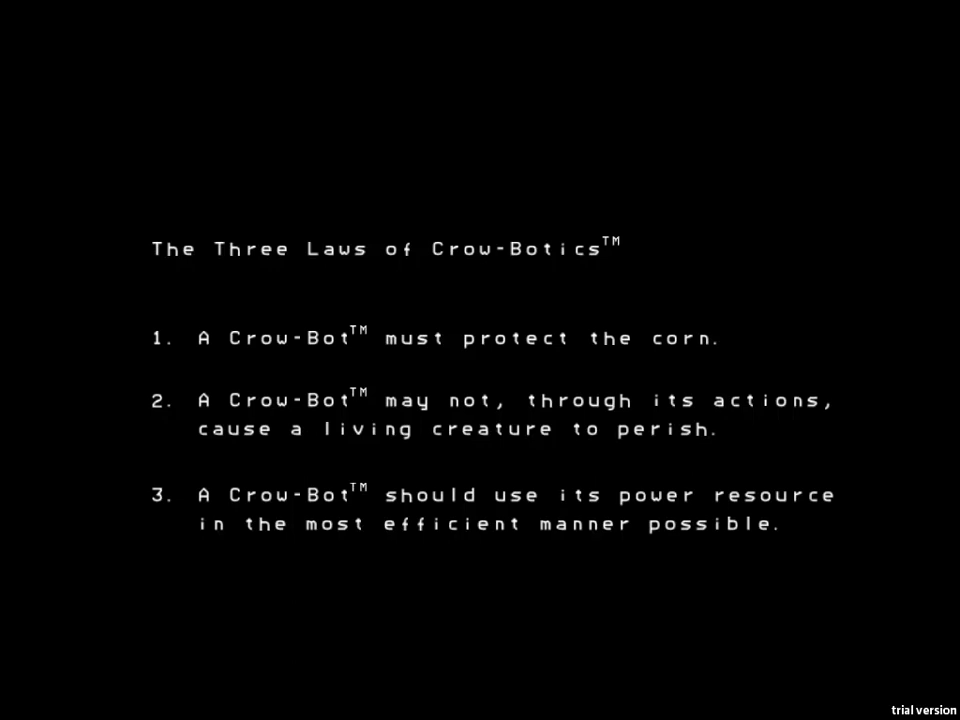 The Three Laws of Crow-Botics™
1. A Crow-Bot™ must protect the corn.
2. A Crow-Bot™ may not, through its actions,
cause a living creature to perish.
3. A Crow-Bot™ should use its power resource
in the most efficient manner possible.
trial version